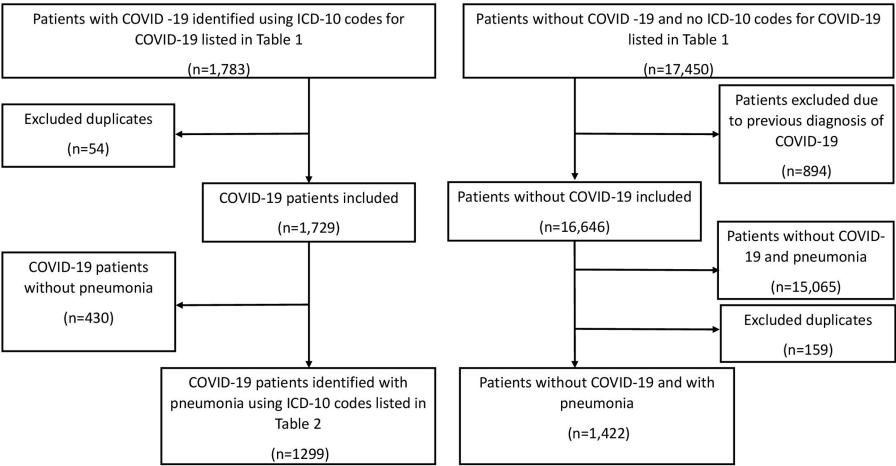 Patients with COVID -19 identified using ICD-10 codes for
COVID-19 listed in Table 1
(n=1,783)
Patients without COVID -19 and no ICD-10 codes for COVID-19
listed in Table 1
(n=17,450)
Excluded duplicates
(n=54)
Patients excluded due
to previous diagnosis of
COVID-19
(n=894)
COVID-19 patients included
(n=1,729)
Patients without COVID-19 included
(n=16,646)
COVID-19 patients
without pneumonia
(n=430)
Patients without COVID-
19 and pneumonia
(n=15,065)
Excluded duplicates
(n=159)
COVID-19 patients identified with
pneumonia using ICD-10 codes listed in
Table 2
(n=1299)
Patients without COVID-19 and with
pneumonia
(n=1,422)